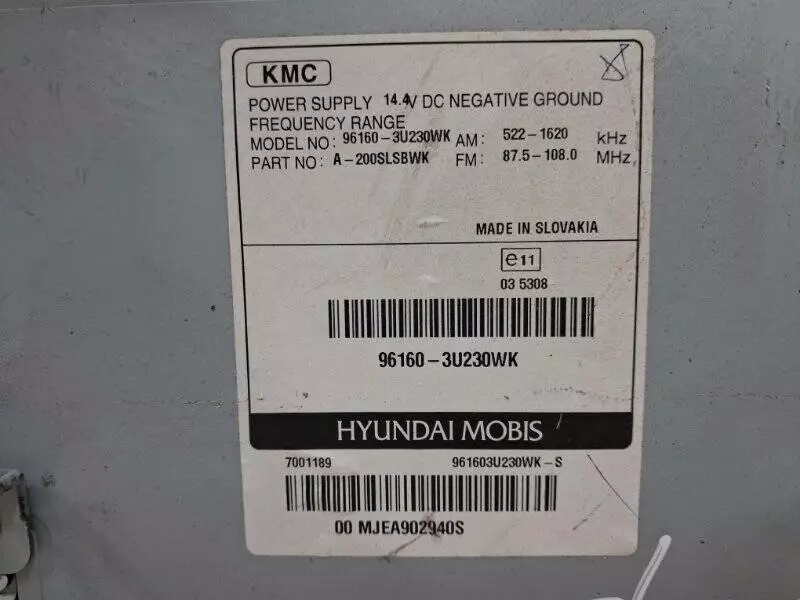 KMC
POWER SUPPLY 14.4V DC NEGATIVE GROUND
FREQUENCY RANGE
MODEL NO: 96160-3U230WK AM: 522-1620 kHz
PART NO: A-200SLSBWK FM: 87.5-108.0 MHz
MADE IN SLOVAKIA
e11
03 5308
96160-3U230WK
HYUNDAI MOBIS
7001189 961603U230WK-S
00 MJEA902940S